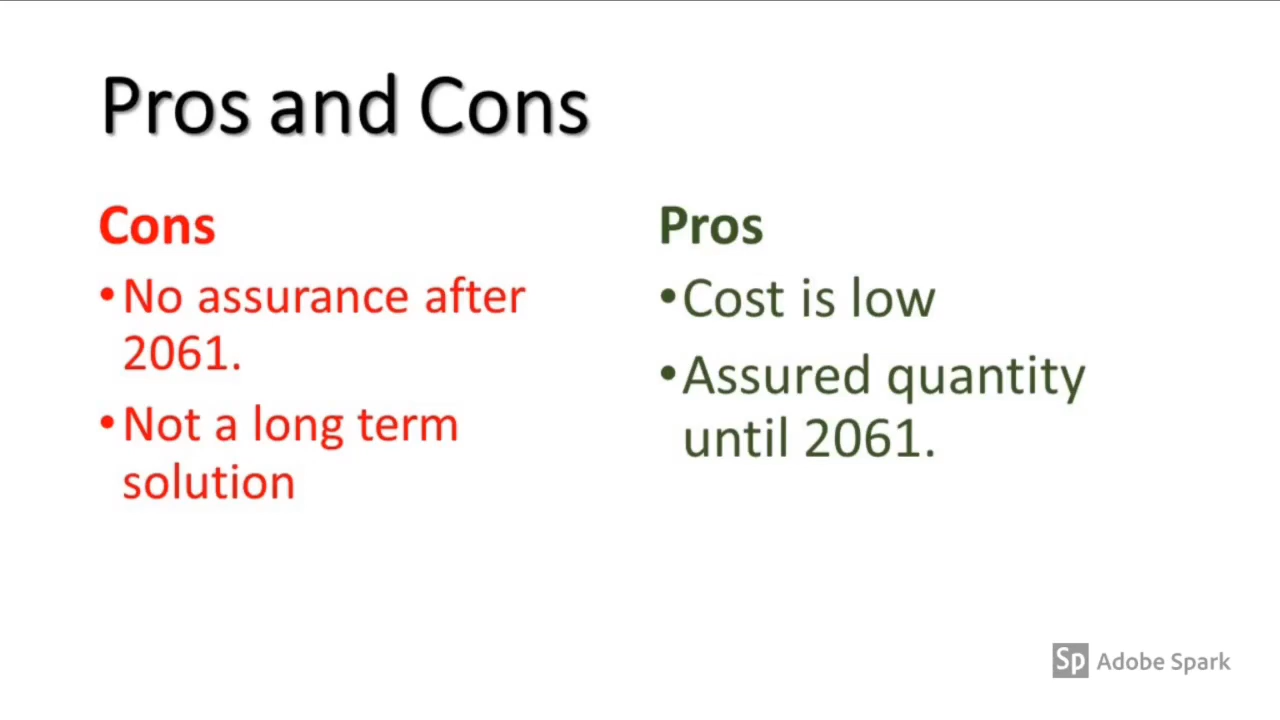 Pros and Cons
Cons
•No assurance after
2061.
•Not a long term
solution
Pros
•Cost is low
•Assured quantity
until 2061.
Sp Adobe Spark